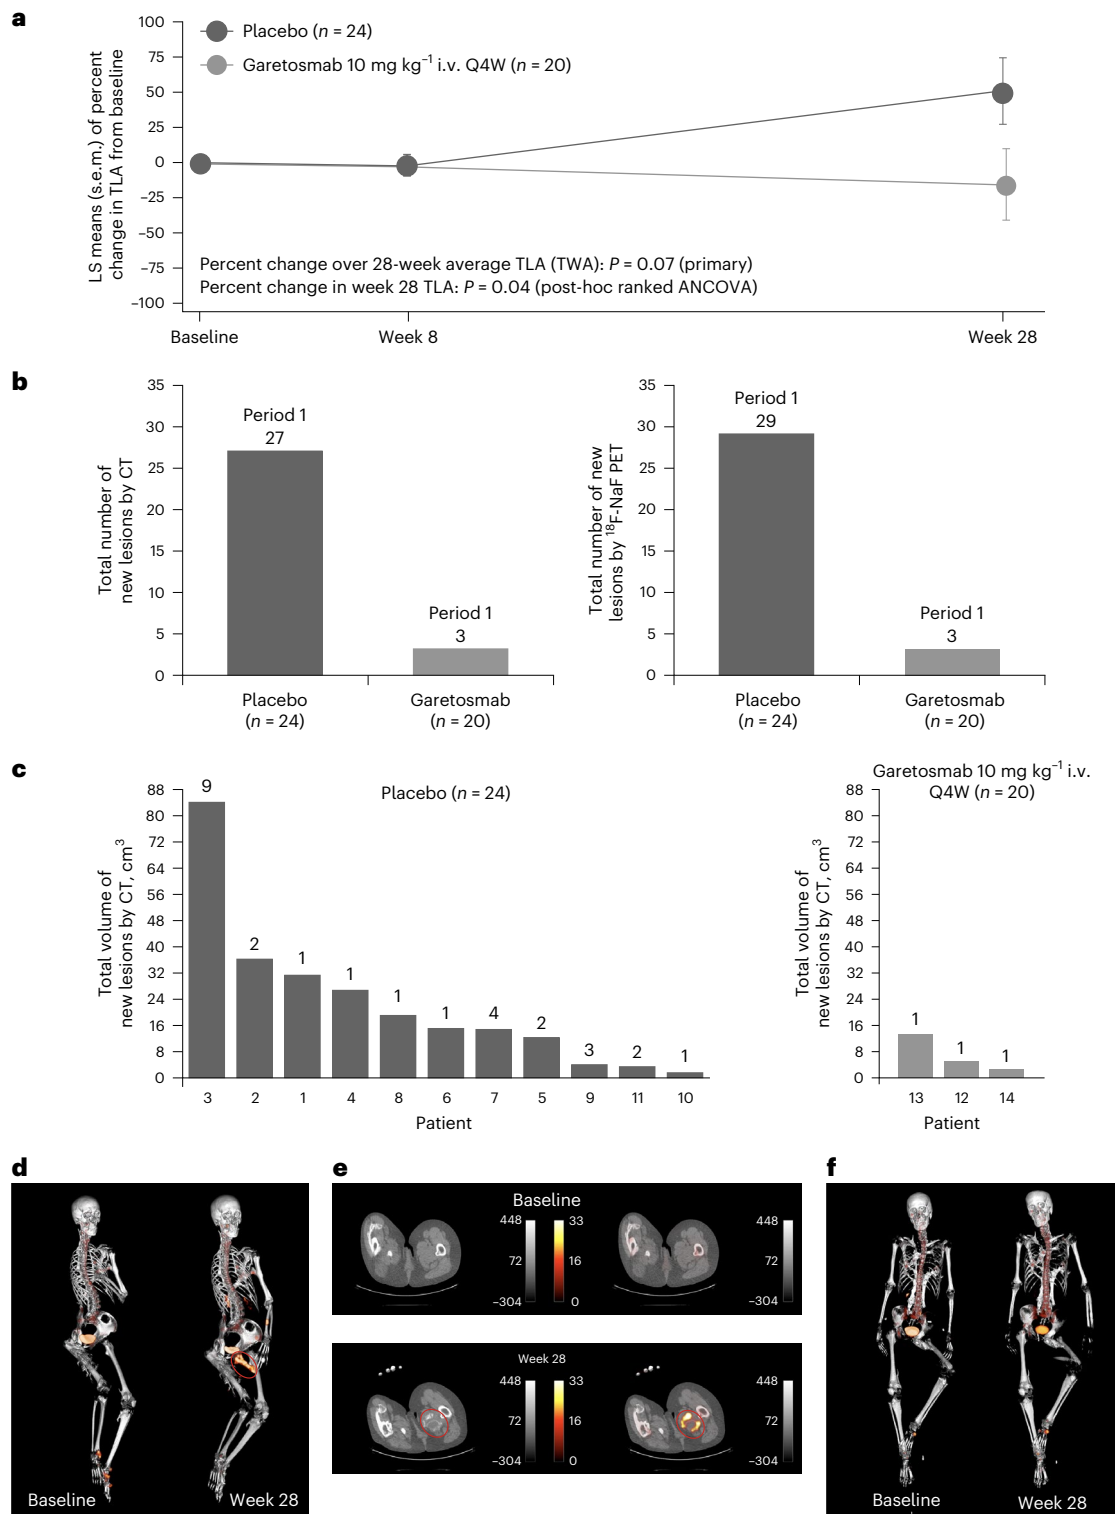 a
LS means (s.e.m.) of percent
change in TLA from baseline
100
75
50
25
0
–25
–50
–75
–100
Placebo (n = 24)
Garetosmab 10 mg kg⁻¹ i.v. Q4W (n = 20)
Percent change over 28-week average TLA (TWA): P = 0.07 (primary)
Percent change in week 28 TLA: P = 0.04 (post-hoc ranked ANCOVA)
Baseline
Week 8
Week 28
b
Total number of
new lesions by CT
35
30
25
20
15
10
5
0
Period 1
27
Period 1
3
Placebo
(n = 24)
Garetosmab
(n = 20)
Total number of new
lesions by ¹⁸F-NaF PET
35
30
25
20
15
10
5
0
Period 1
29
Period 1
3
Placebo
(n = 24)
Garetosmab
(n = 20)
c
Total volume of
new lesions by CT, cm³
88
80
72
64
56
48
40
32
24
16
8
0
Placebo (n = 24)
9
2
1
1
1
1
4
2
3
2
1
3
2
1
4
8
6
7
5
9
11
10
Patient
Garetosmab 10 mg kg⁻¹ i.v.
Q4W (n = 20)
Total volume of
new lesions by CT, cm³
88
80
72
64
56
48
40
32
24
16
8
0
1
1
1
13
12
14
Patient
d
Baseline
Week 28
e
Baseline
448
72
–304
33
16
0
448
72
–304
Week 28
448
72
–304
33
16
0
448
72
–304
f
Baseline
Week 28